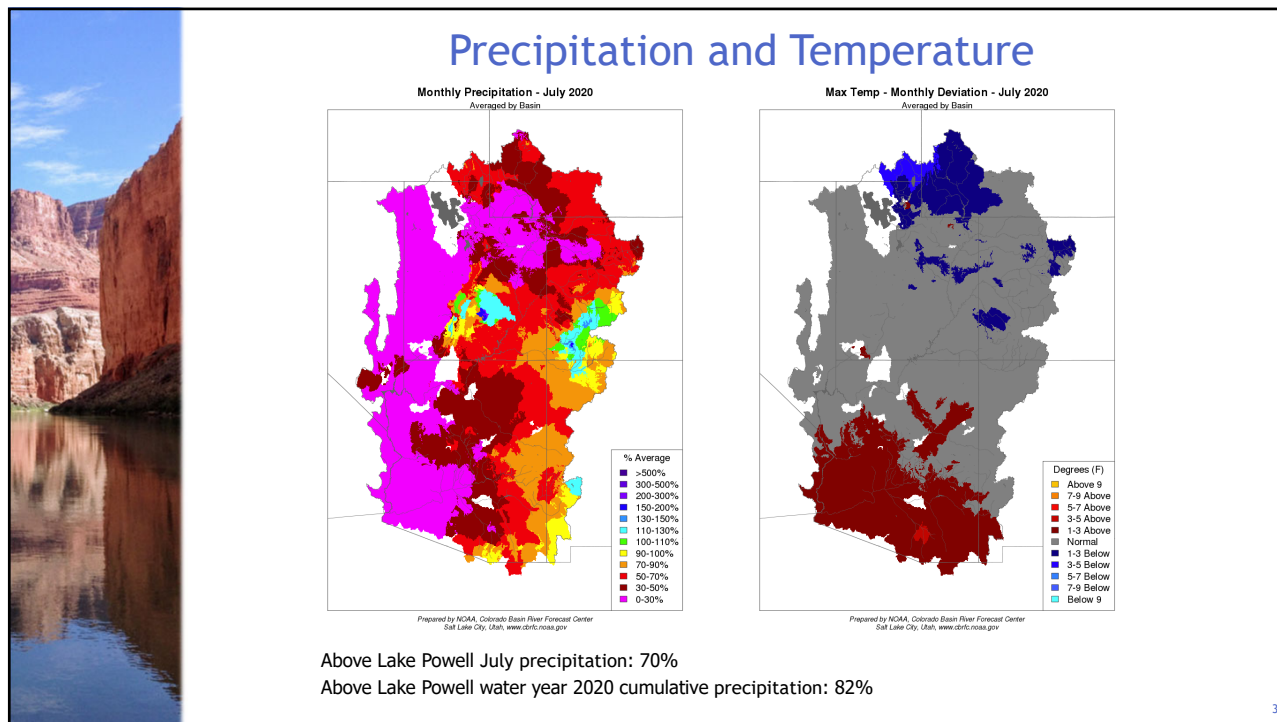 Precipitation and Temperature
Monthly Precipitation - July 2020
Averaged by Basin
% Average
>500%
300-500%
200-300%
150-200%
130-150%
110-130%
100-110%
90-100%
70-90%
50-70%
30-50%
0-30%
Prepared by NOAA, Colorado Basin River Forecast Center
Salt Lake City, Utah, www.cbrfc.noaa.gov
Max Temp - Monthly Deviation - July 2020
Averaged by Basin
Degrees (F)
Above 9
7-9 Above
5-7 Above
3-5 Above
1-3 Above
Normal
1-3 Below
3-5 Below
5-7 Below
7-9 Below
Below 9
Prepared by NOAA, Colorado Basin River Forecast Center
Salt Lake City, Utah, www.cbrfc.noaa.gov
Above Lake Powell July precipitation: 70%
Above Lake Powell water year 2020 cumulative precipitation: 82%
3